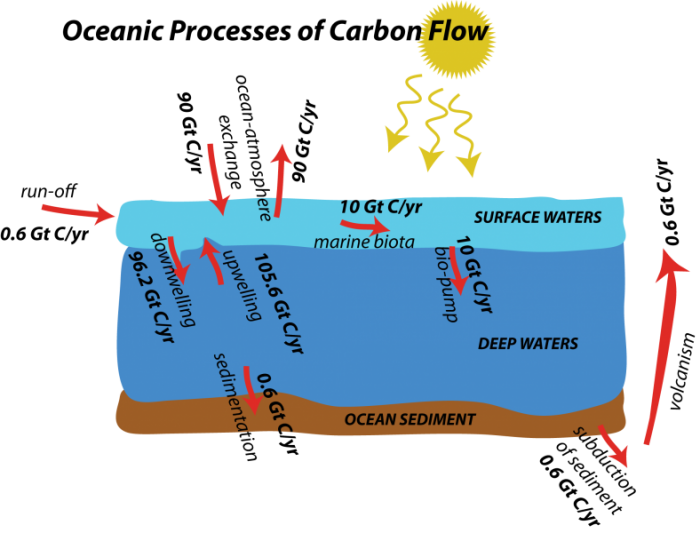 Oceanic Processes of Carbon Flow
90 Gt C/yr
ocean-atmosphere
exchange
90 Gt C/yr
run-off
0.6 Gt C/yr
10 Gt C/yr
marine biota
SURFACE WATERS
downwelling
96.2 Gt C/yr
upwelling
105.6 Gt C/yr
10 Gt C/yr
bio-pump
DEEP WATERS
sedimentation
0.6 Gt C/yr
OCEAN SEDIMENT
subduction
of sediment
0.6 Gt C/yr
volcanism
0.6 Gt C/yr